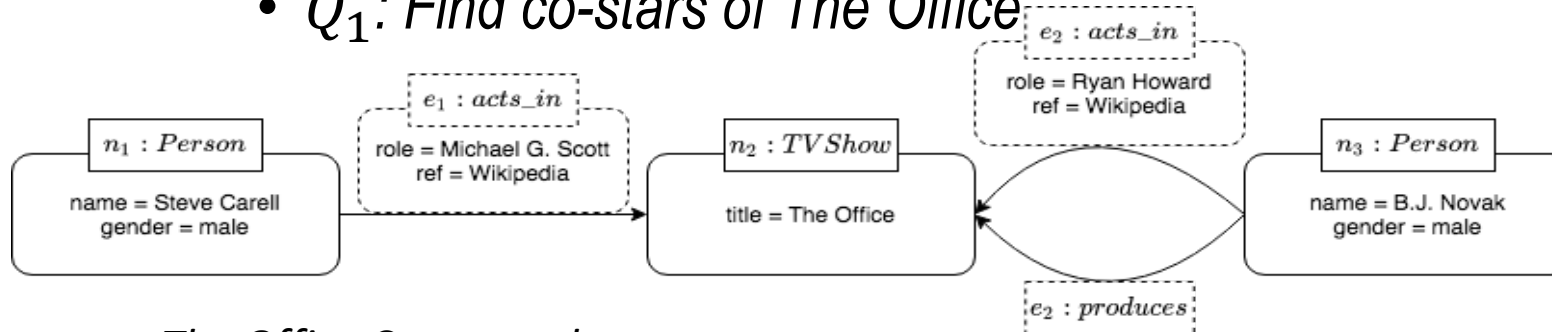 • Q₁: Find co-stars of The Office
e₂ : acts_in
role = Ryan Howard
ref = Wikipedia
e₁ : acts_in
role = Michael G. Scott
ref = Wikipedia
n₁ : Person
name = Steve Carell
gender = male
n₂ : TVShow
title = The Office
n₃ : Person
name = B.J. Novak
gender = male
e₂ : produces
The Office